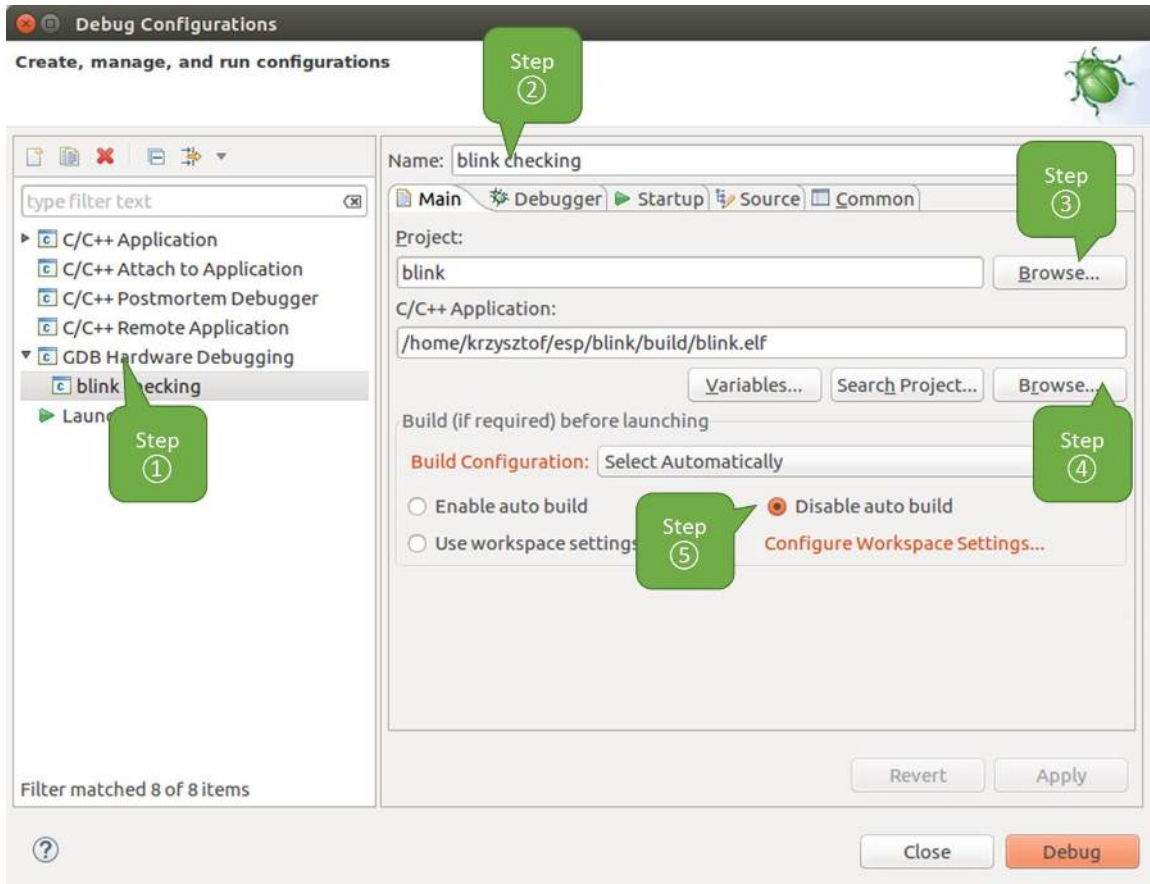 Debug Configurations
Create, manage, and run configurations
Step
②
type filter text
C/C++ Application
C/C++ Attach to Application
C/C++ Postmortem Debugger
C/C++ Remote Application
GDB Hardware Debugging
blink checking
Step
①
Filter matched 8 of 8 items
Name: blink checking
Step
③
Main Debugger Startup Source Common
Project:
blink Browse...
C/C++ Application:
/home/krzysztof/esp/blink/build/blink.elf
Variables... Search Project... Browse...
Step
④
Build (if required) before launching
Build Configuration: Select Automatically
Enable auto build Disable auto build
Step
⑤
Use workspace settings Configure Workspace Settings...
Revert Apply
? Close Debug